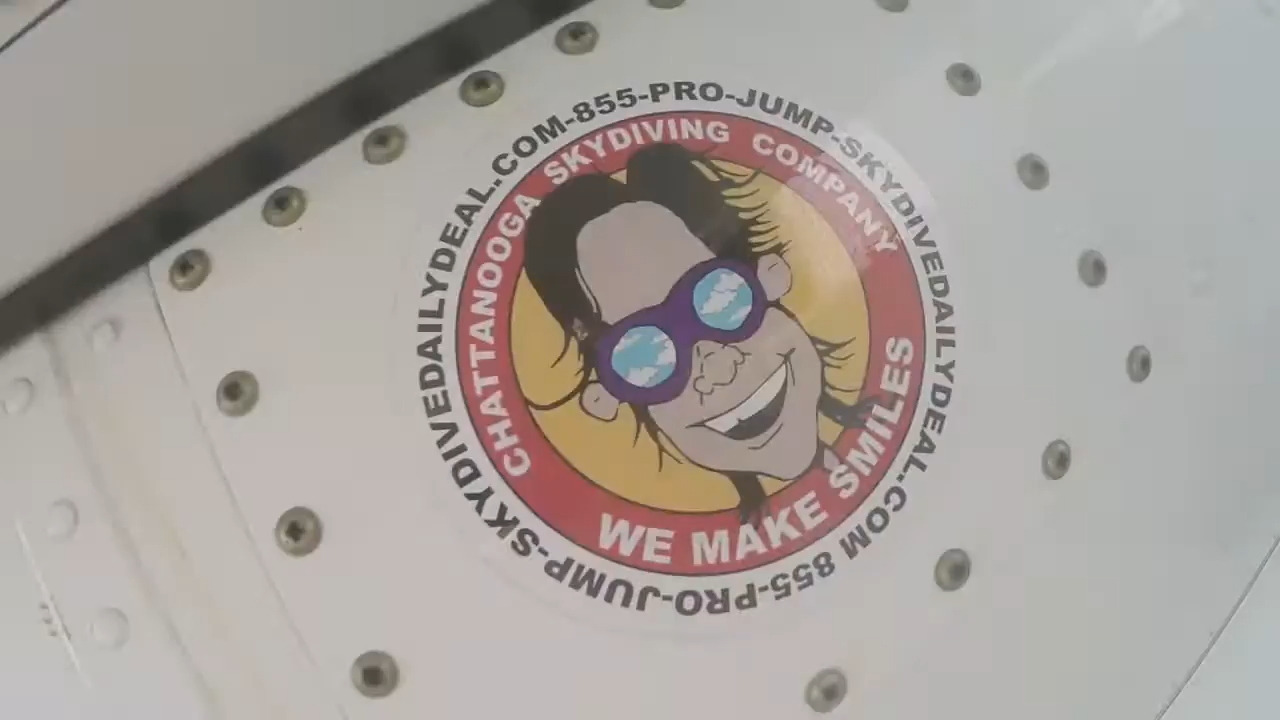 SKYDIVEDAILYDEAL.COM-855-PRO-JUMP-SKYDIVEDAILYDEAL.COM 855-PRO-JUMP-
CHATTANOOGA SKYDIVING COMPANY
WE MAKE SMILES